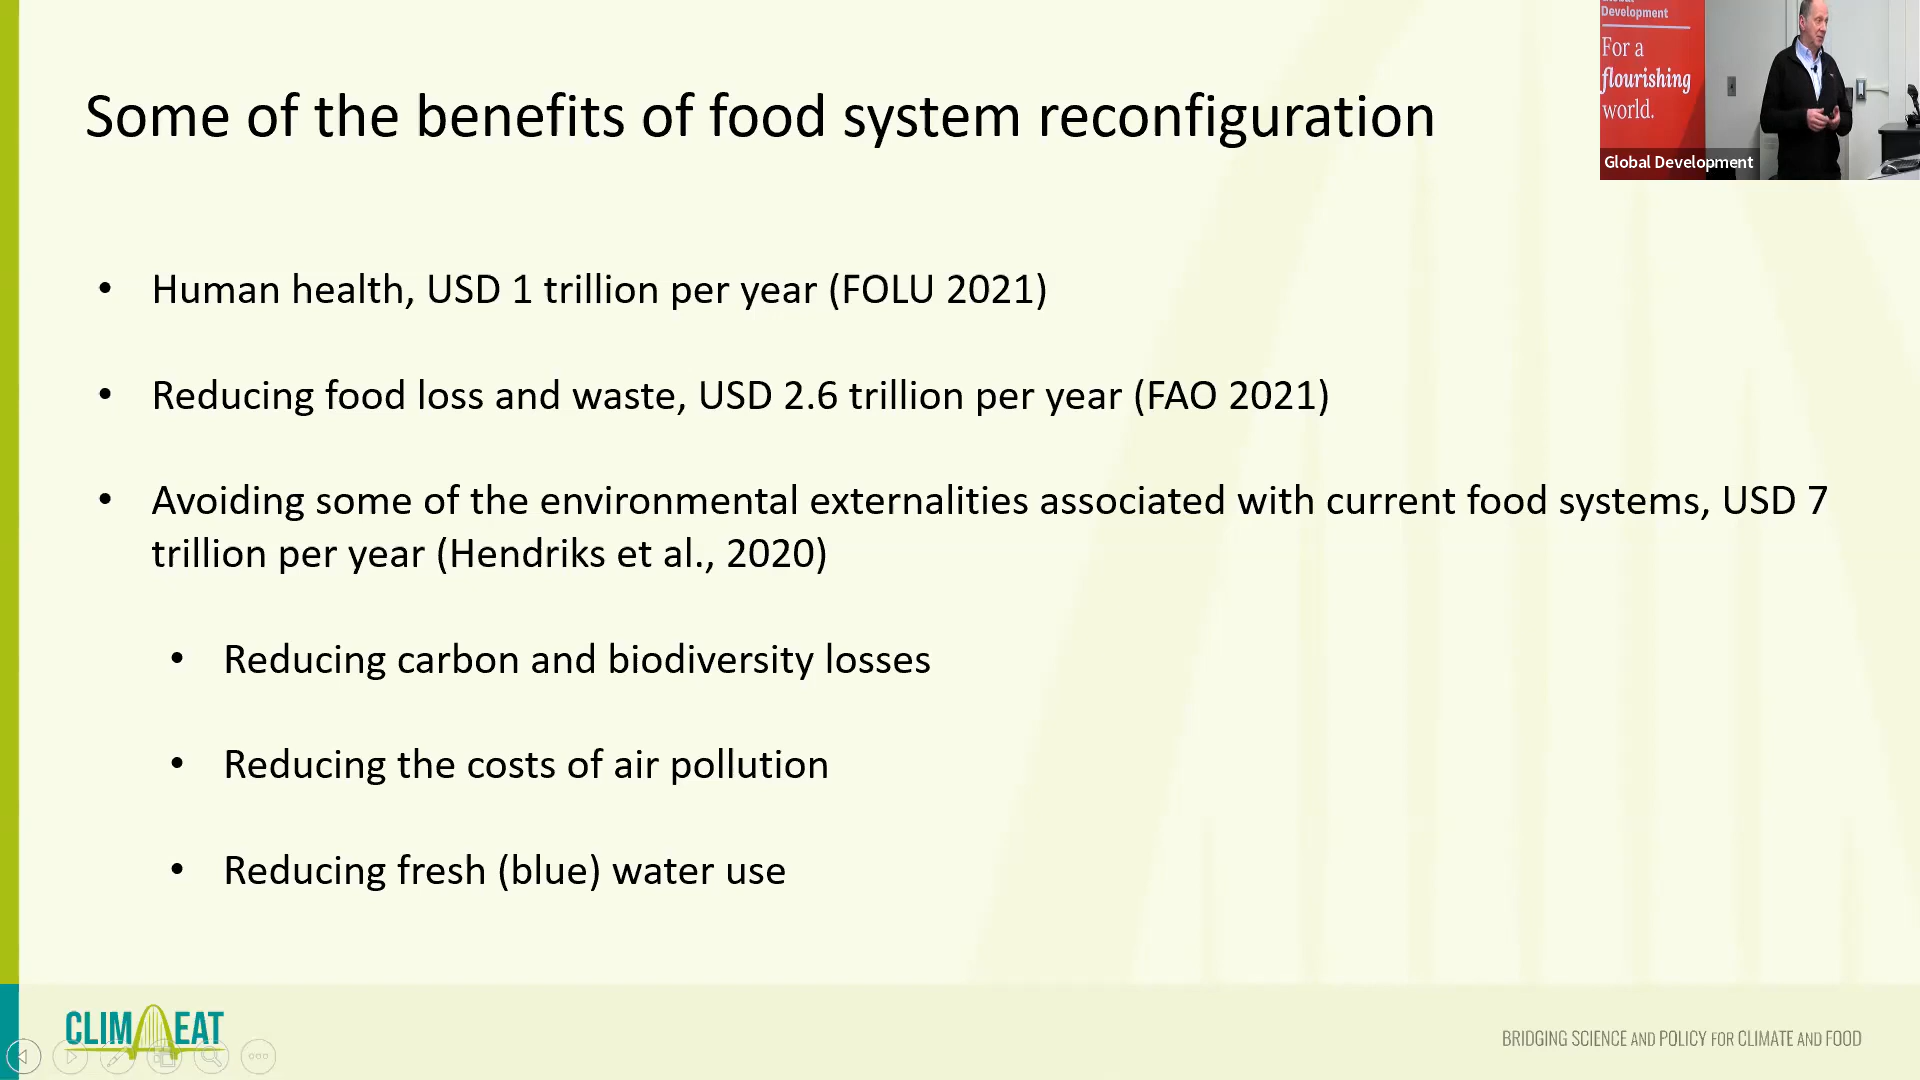 Some of the benefits of food system reconfiguration
Development
For a
flourishing
world.
Global Development
• Human health, USD 1 trillion per year (FOLU 2021)
• Reducing food loss and waste, USD 2.6 trillion per year (FAO 2021)
• Avoiding some of the environmental externalities associated with current food systems, USD 7
trillion per year (Hendriks et al., 2020)
• Reducing carbon and biodiversity losses
• Reducing the costs of air pollution
• Reducing fresh (blue) water use
CLIM EAT
BRIDGING SCIENCE AND POLICY FOR CLIMATE AND FOOD